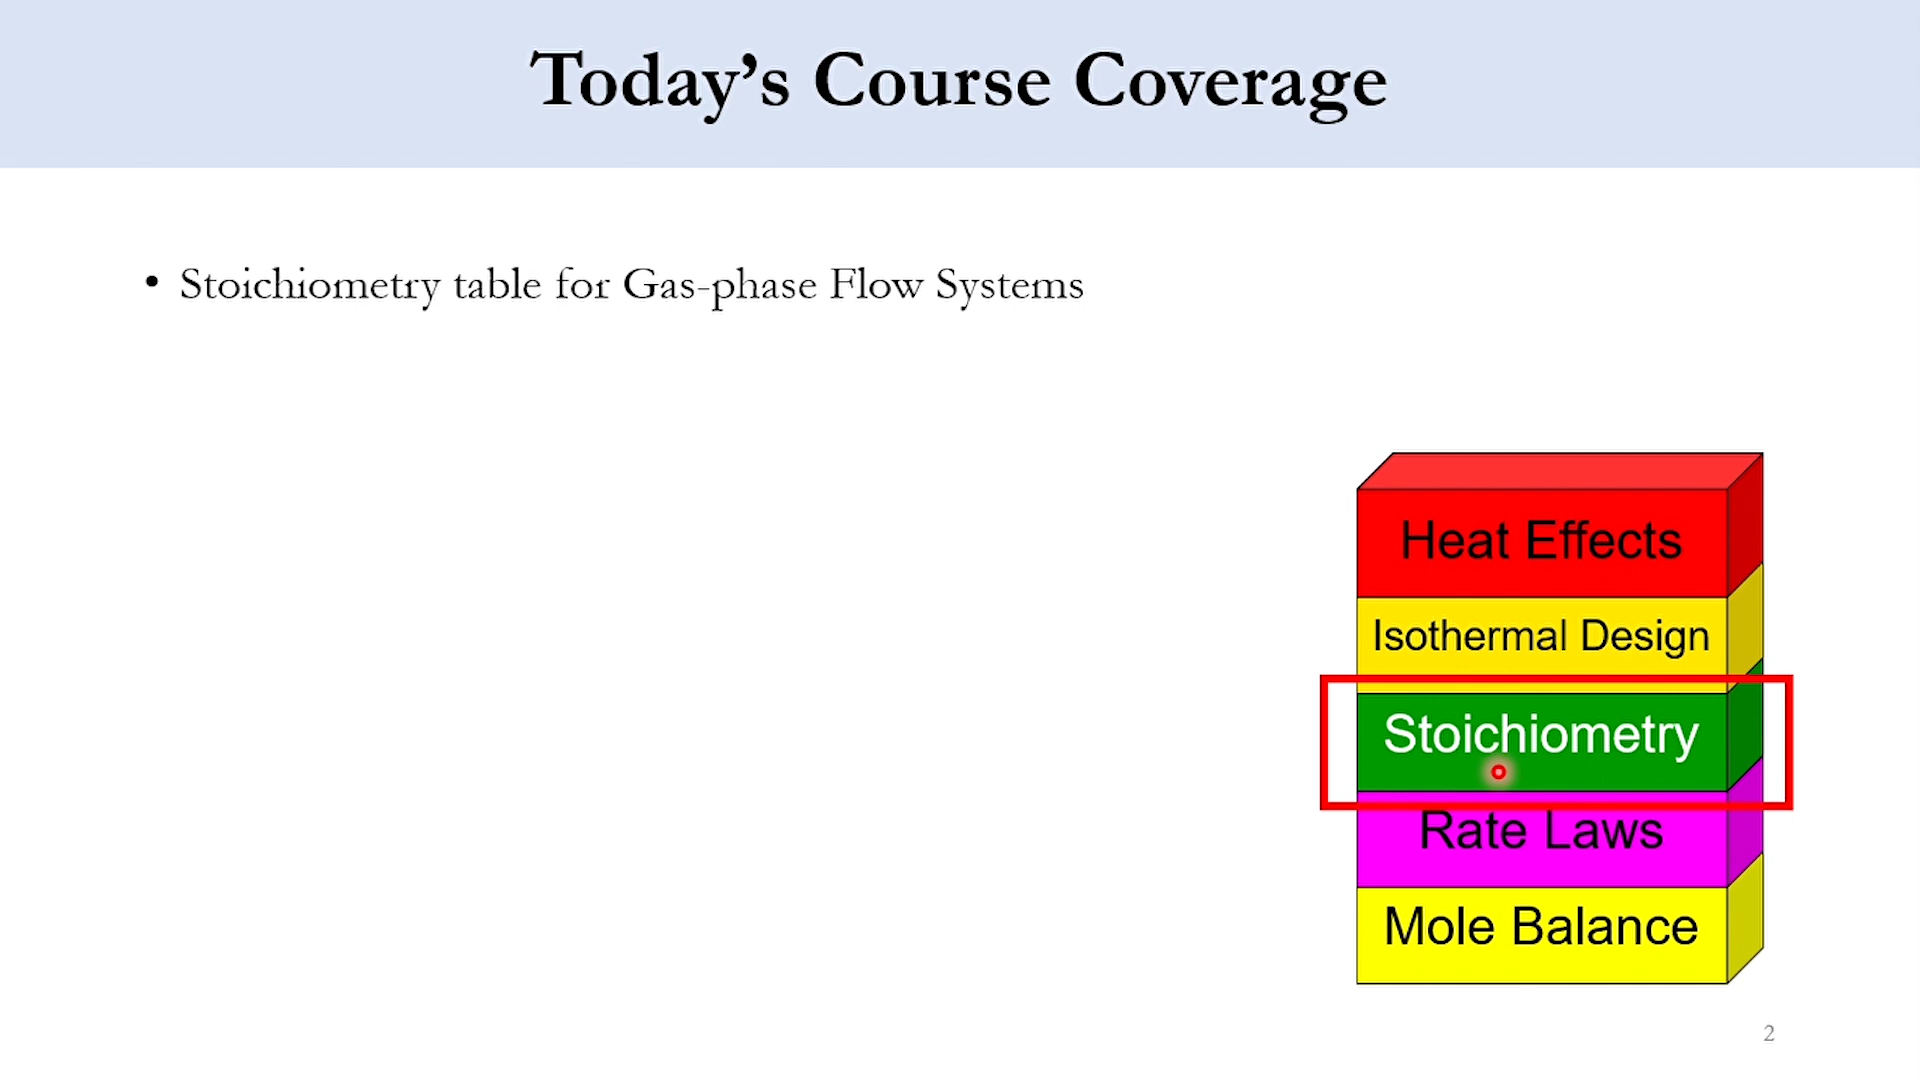 Today’s Course Coverage
• Stoichiometry table for Gas-phase Flow Systems
Heat Effects
Isothermal Design
Stoichiometry
Rate Laws
Mole Balance
2